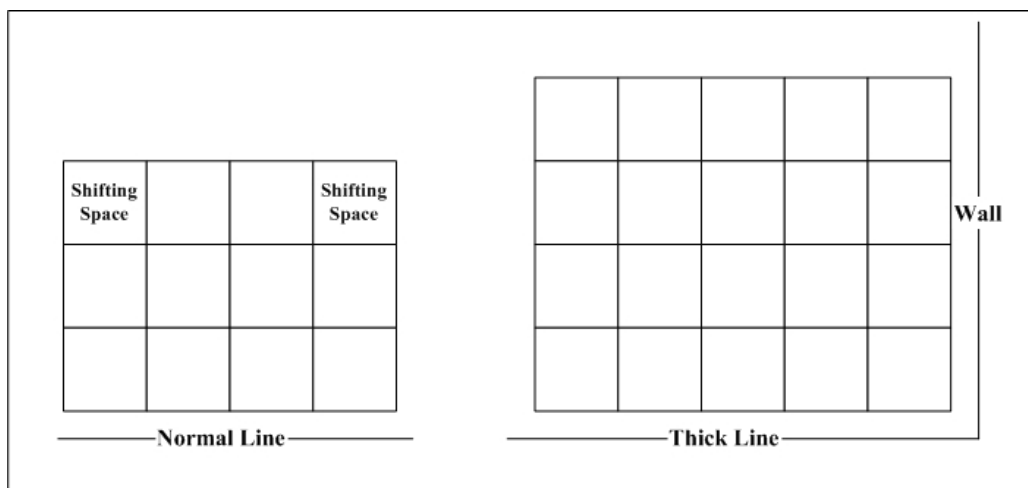 Shifting
Space
Shifting
Space
Wall
Normal Line
Thick Line